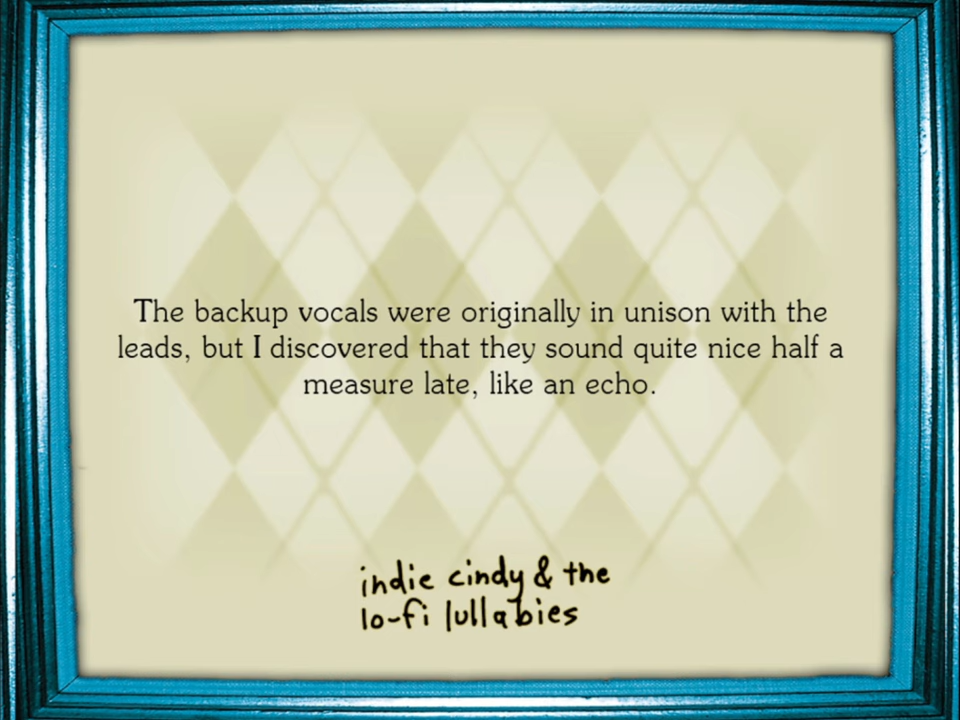 The backup vocals were originally in unison with the
leads, but I discovered that they sound quite nice half a
measure late, like an echo.
indie cindy & the
lo-fi lullabies